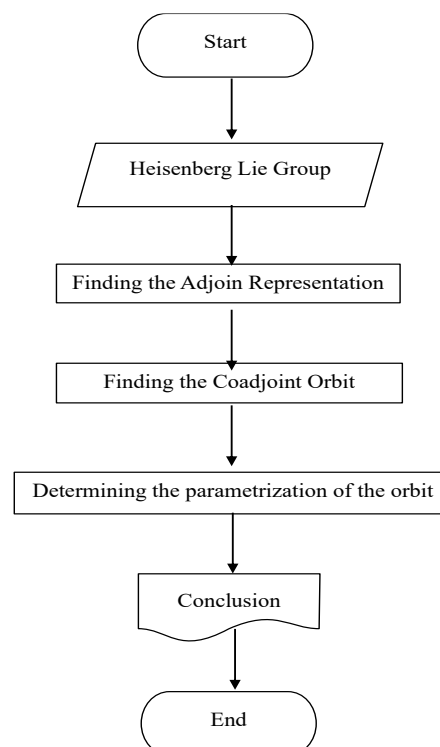 Start
Heisenberg Lie Group
Finding the Adjoin Representation
Finding the Coadjoint Orbit
Determining the parametrization of the orbit
Conclusion
End